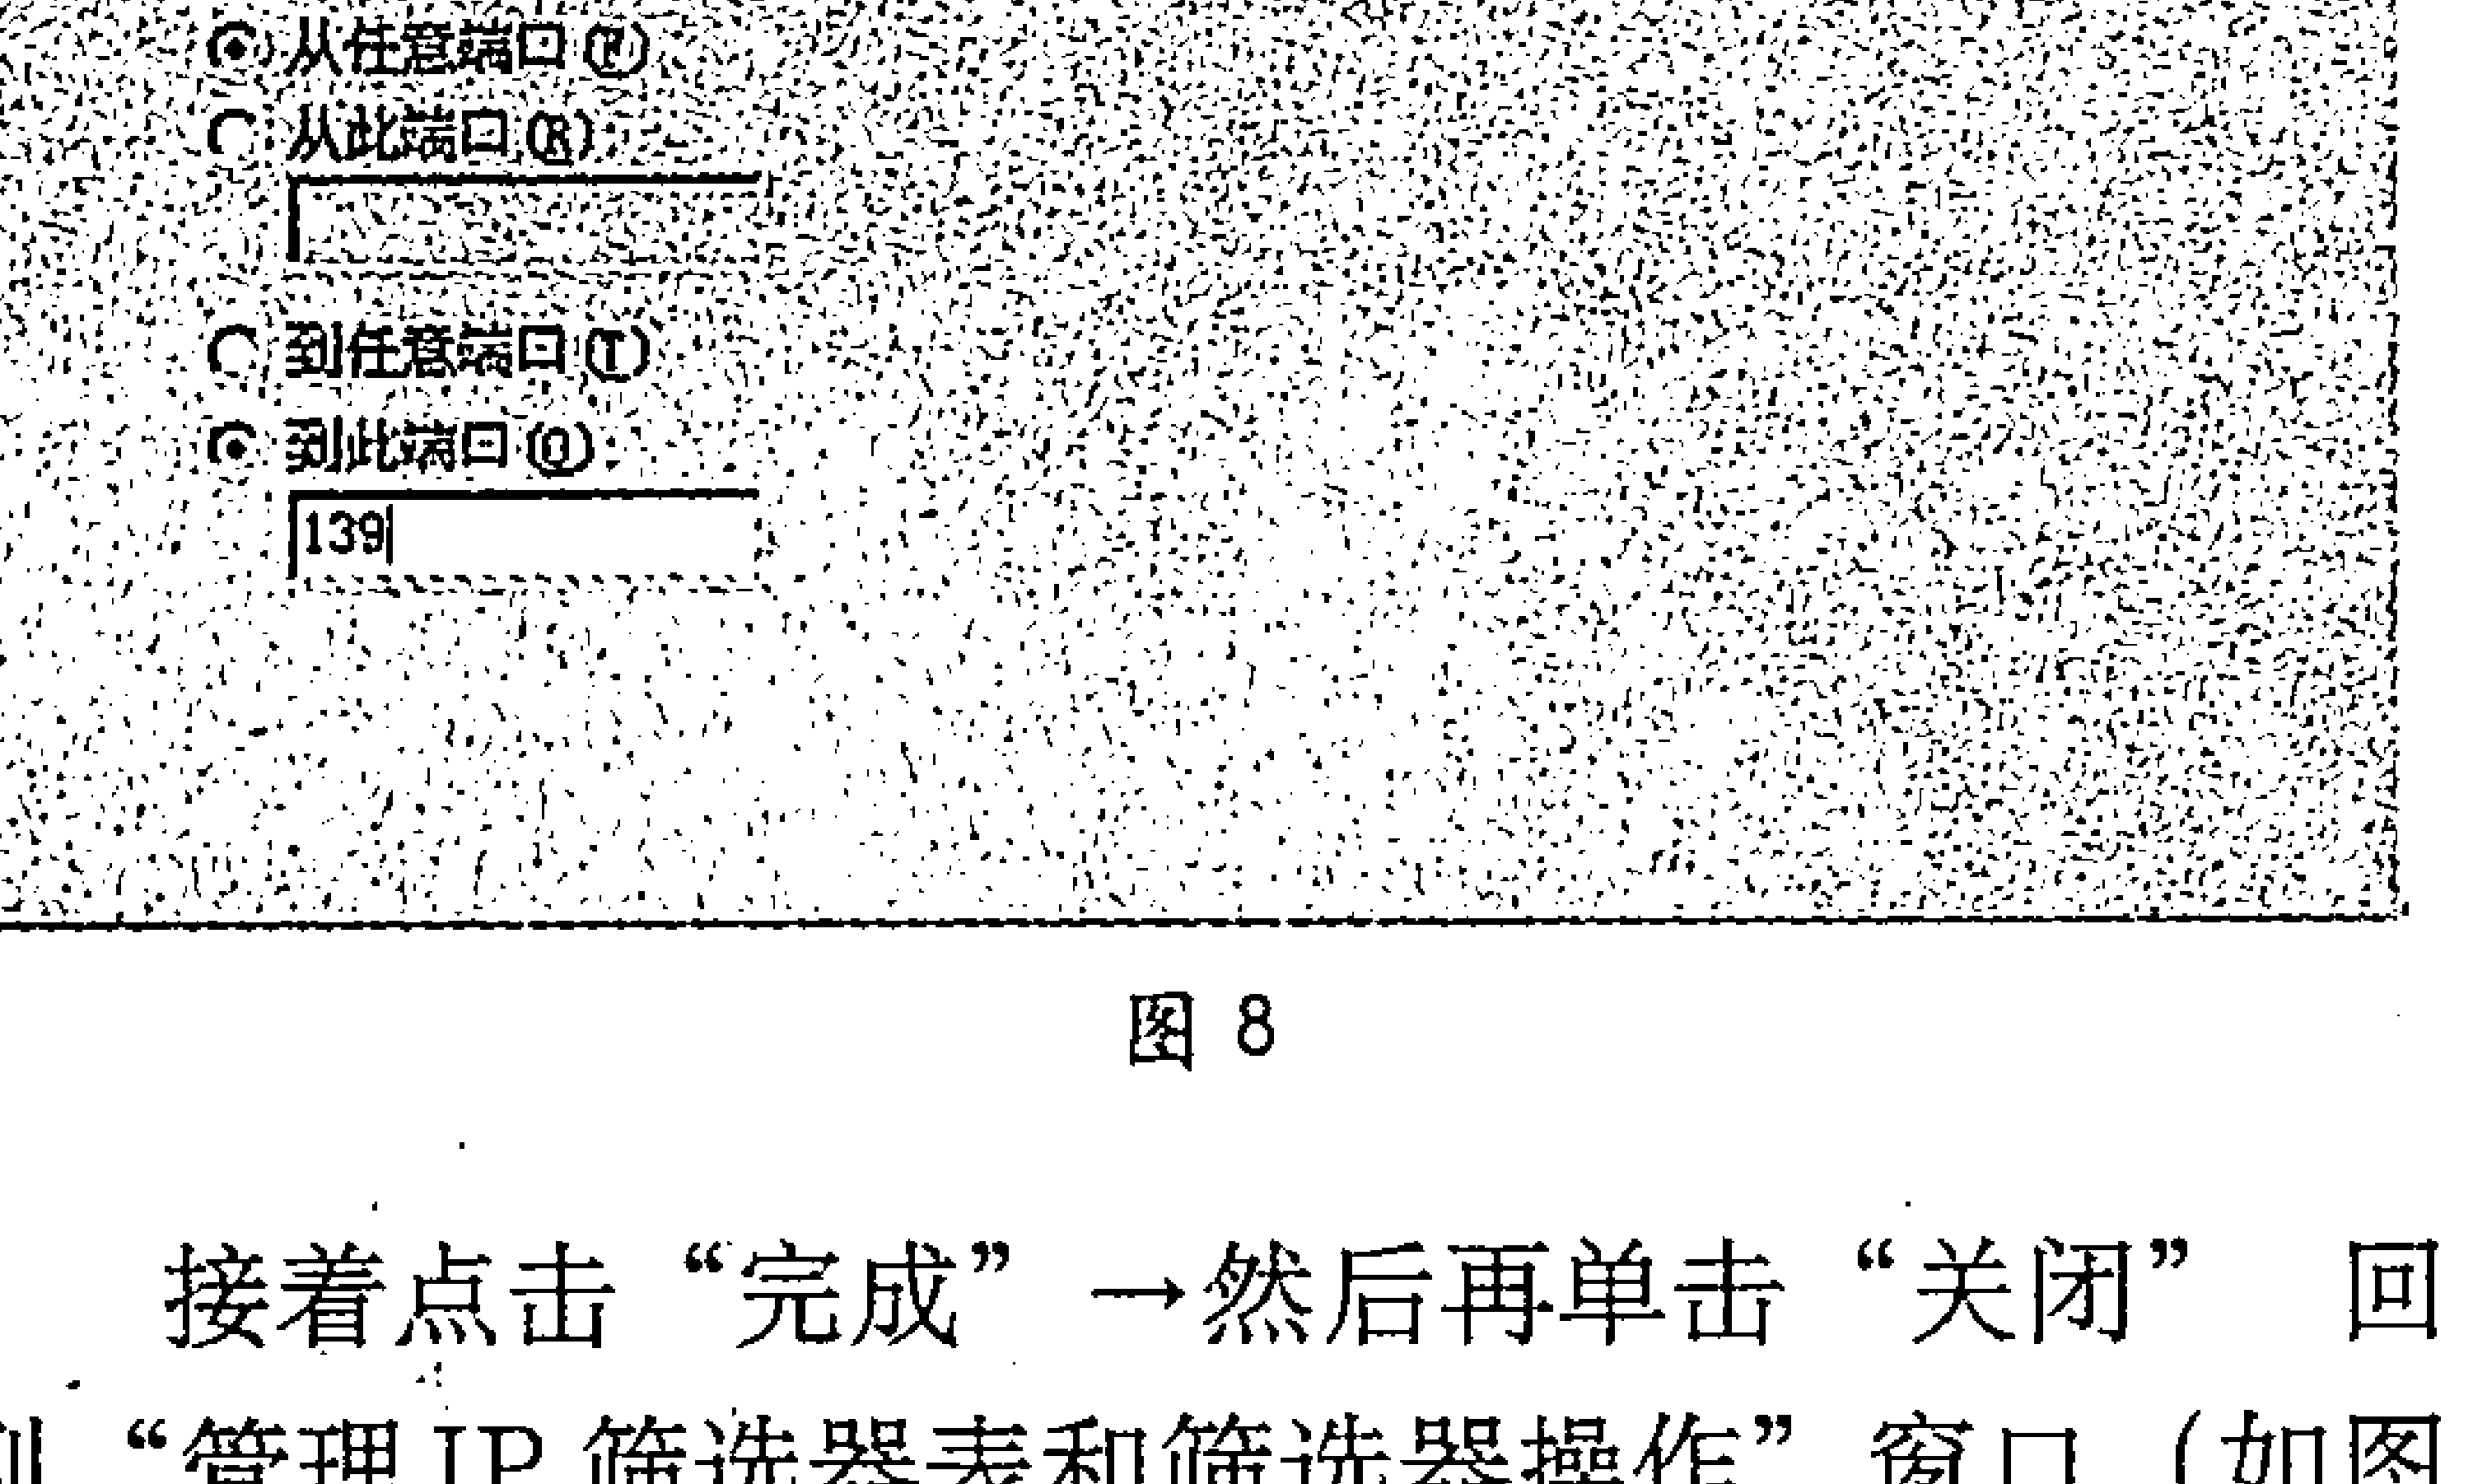 从任意端口(F)
从此端口(R):
到任意端口(T)
到此端口(O):
139
图 8
接着点击“完成”→然后再单击“关闭” 回
到“管理IP筛选器表和筛选器操作”窗口（如图